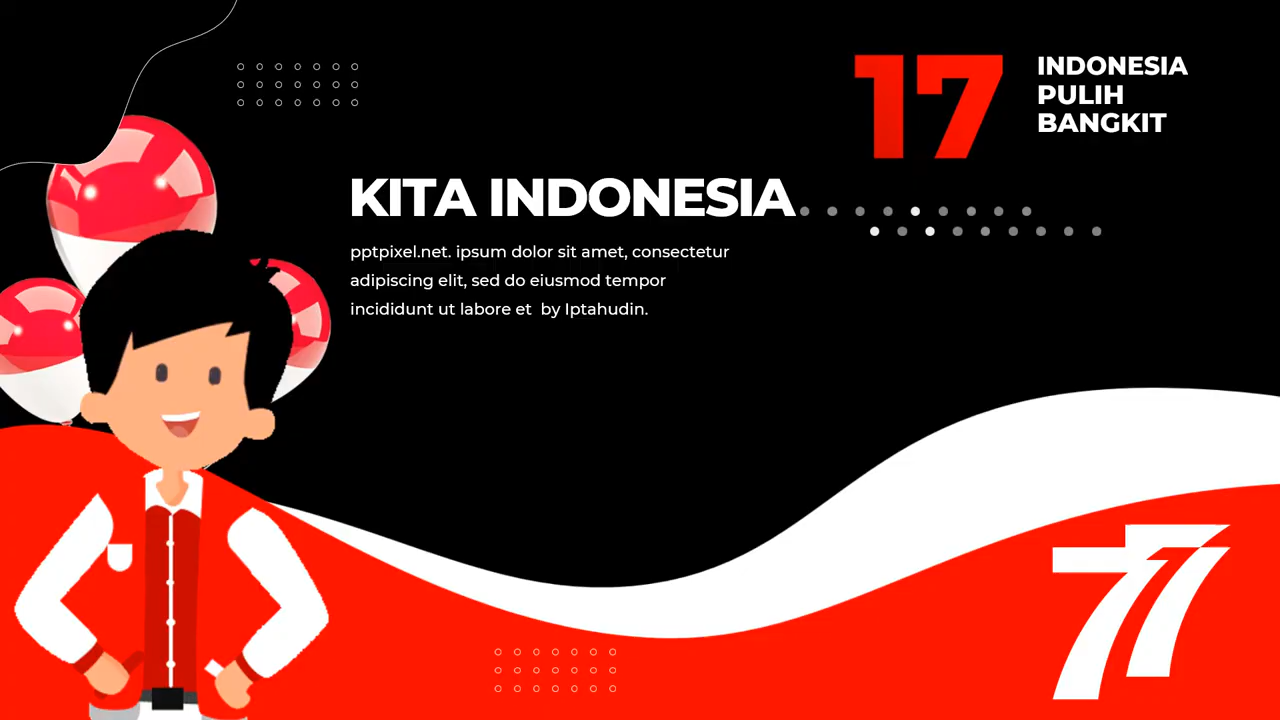 17
INDONESIA
PULIH
BANGKIT
KITA INDONESIA
pptpixel.net. ipsum dolor sit amet, consectetur
adipiscing elit, sed do eiusmod tempor
incididunt ut labore et  by Iptahudin.
77